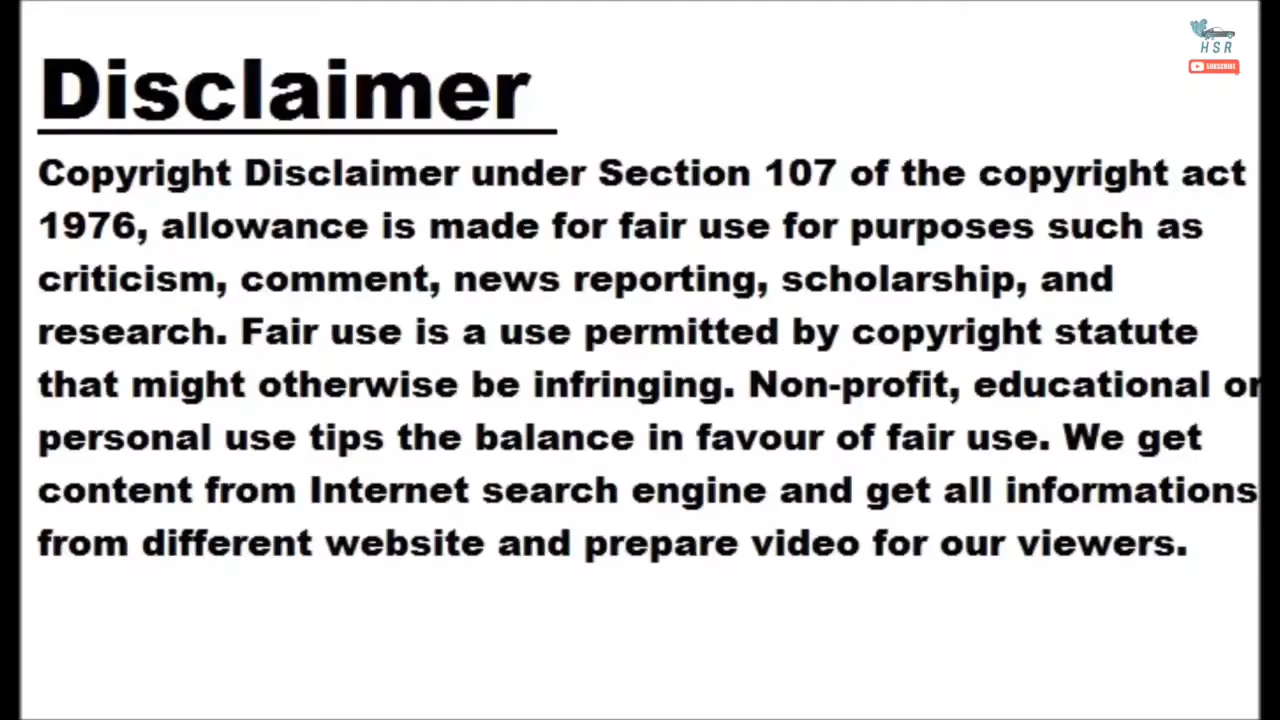 HSR
SUBSCRIBE
Disclaimer
Copyright Disclaimer under Section 107 of the copyright act
1976, allowance is made for fair use for purposes such as
criticism, comment, news reporting, scholarship, and
research. Fair use is a use permitted by copyright statute
that might otherwise be infringing. Non-profit, educational or
personal use tips the balance in favour of fair use. We get
content from Internet search engine and get all informations
from different website and prepare video for our viewers.